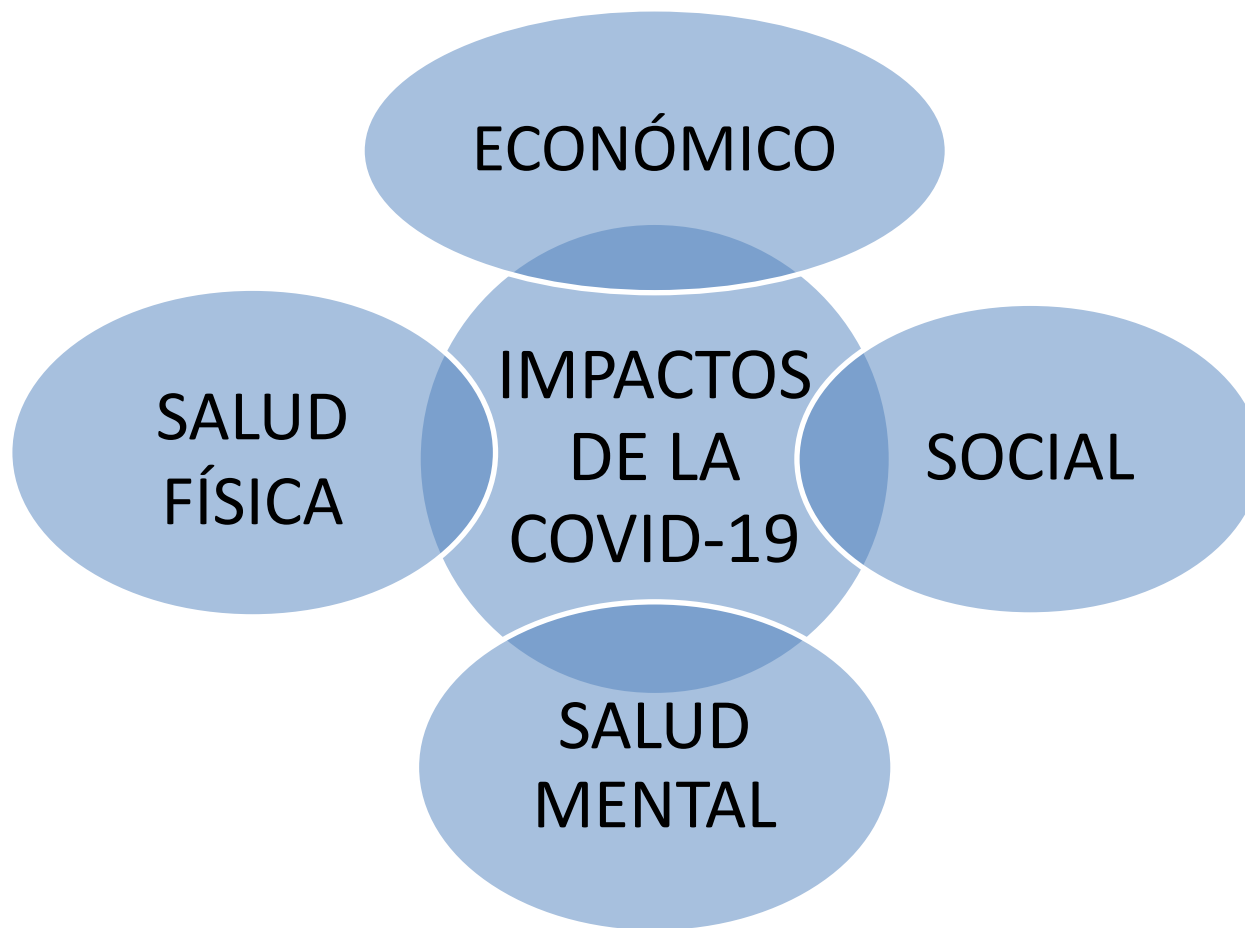 ECONÓMICO
SALUD
FÍSICA
IMPACTOS
DE LA
COVID-19
SOCIAL
SALUD
MENTAL